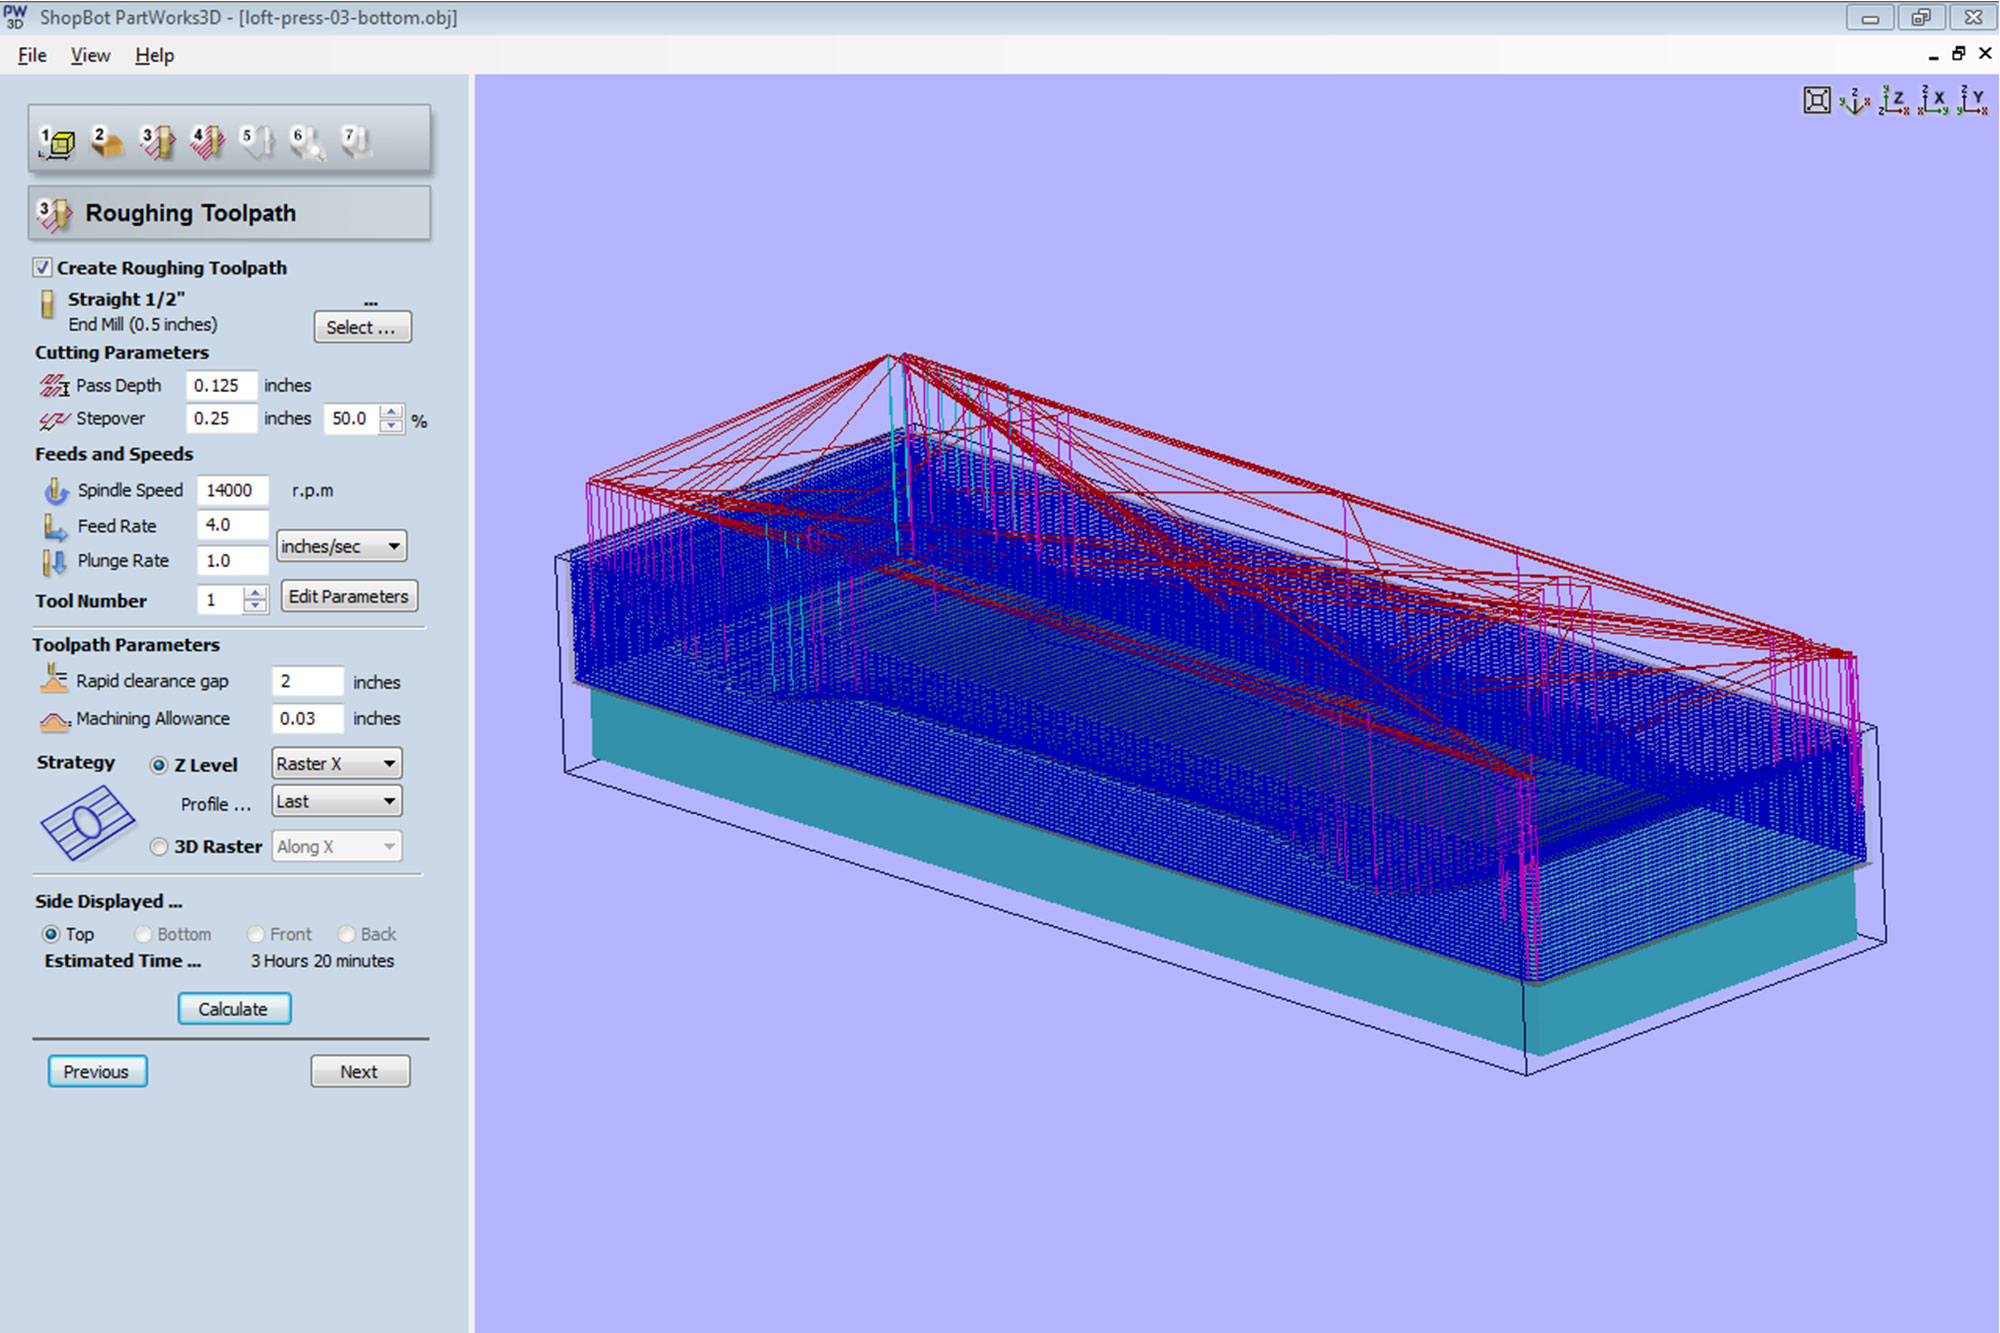 PW
3D
ShopBot PartWorks3D - [loft-press-03-bottom.obj]
File View Help
1 2 3 4 5 6 7
3 Roughing Toolpath
Create Roughing Toolpath
Straight 1/2"
...
End Mill (0.5 inches)
Select ...
Cutting Parameters
Pass Depth 0.125 inches
Stepover 0.25 inches 50.0 %
Feeds and Speeds
Spindle Speed 14000 r.p.m
Feed Rate 4.0
inches/sec
Plunge Rate 1.0
Tool Number 1 Edit Parameters
Toolpath Parameters
Rapid clearance gap 2 inches
Machining Allowance 0.03 inches
Strategy Z Level Raster X
Profile ... Last
3D Raster Along X
Side Displayed ...
Top Bottom Front Back
Estimated Time ... 3 Hours 20 minutes
Calculate
Previous Next